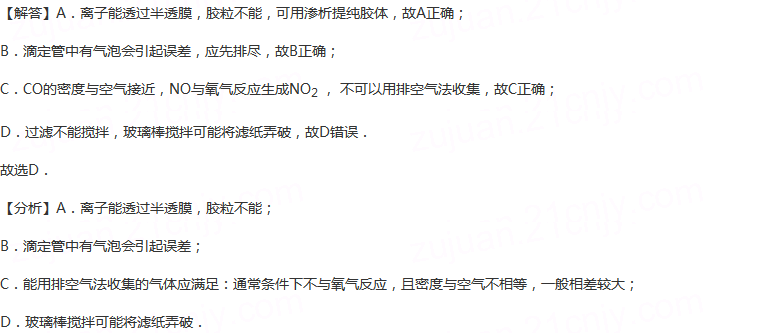 【解答】A．离子能透过半透膜，胶粒不能，可用渗析提纯胶体，故A正确；
B．滴定管中有气泡会引起误差，应先排尽，故B正确；
C．CO的密度与空气接近，NO与氧气反应生成NO₂ ， 不可以用排空气法收集，故C正确；
D．过滤不能搅拌，玻璃棒搅拌可能将滤纸弄破，故D错误．
故选D．
【分析】A．离子能透过半透膜，胶粒不能；
B．滴定管中有气泡会引起误差；
C．能用排空气法收集的气体应满足：通常条件下不与氧气反应，且密度与空气不相等，一般相差较大；
D．玻璃棒搅拌可能将滤纸弄破．